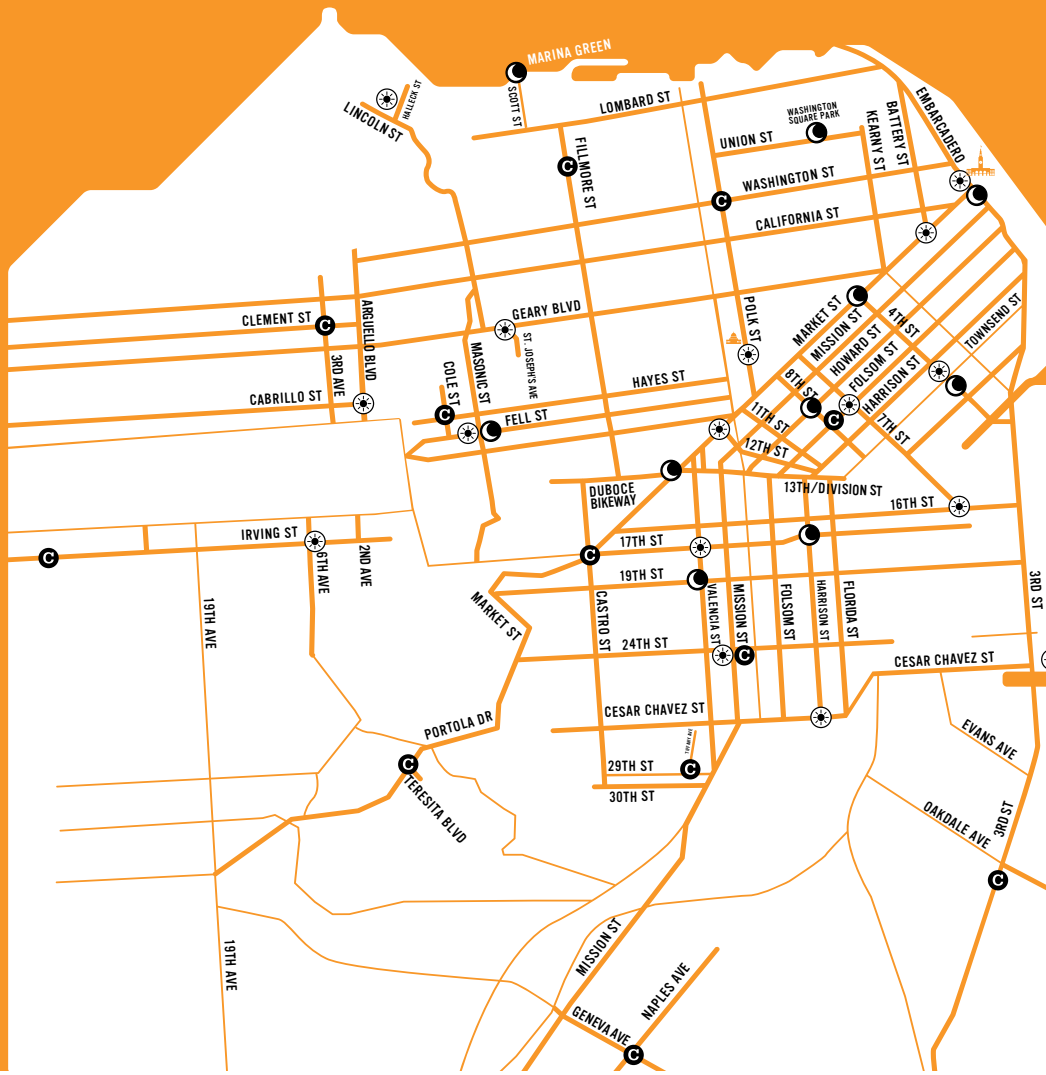 MARINA GREEN
SCOTT ST
HALLECK ST
LINCOLN ST
LOMBARD ST
FILLMORE ST
WASHINGTON
SQUARE PARK
UNION ST
KEARNY ST
BATTERY ST
EMBARCADERO
WASHINGTON ST
CALIFORNIA ST
C
C
CLEMENT ST
C
3RD AVE
ARGUELLO BLVD
GEARY BLVD
ST. JOSEPH'S AVE
MASONIC ST
COLE ST
C
POLK ST
MARKET ST
MISSION ST
HOWARD ST
FOLSOM ST
HARRISON ST
4TH ST
TOWNSEND ST
8TH ST
7TH ST
C
11TH ST
12TH ST
HAYES ST
FELL ST
CABRILLO ST
DUBOCE
BIKEWAY
13TH/DIVISION ST
16TH ST
17TH ST
C
IRVING ST
C
6TH AVE
2ND AVE
19TH AVE
19TH ST
MARKET ST
CASTRO ST
VALENCIA ST
MISSION ST
FOLSOM ST
HARRISON ST
FLORIDA ST
3RD ST
24TH ST
C
CESAR CHAVEZ ST
CESAR CHAVEZ ST
PORTOLA DR
C
TERESITA BLVD
TIFFANY AVE
29TH ST
C
30TH ST
EVANS AVE
OAKDALE AVE
3RD ST
C
19TH AVE
MISSION ST
NAPLES AVE
GENEVA AVE
C